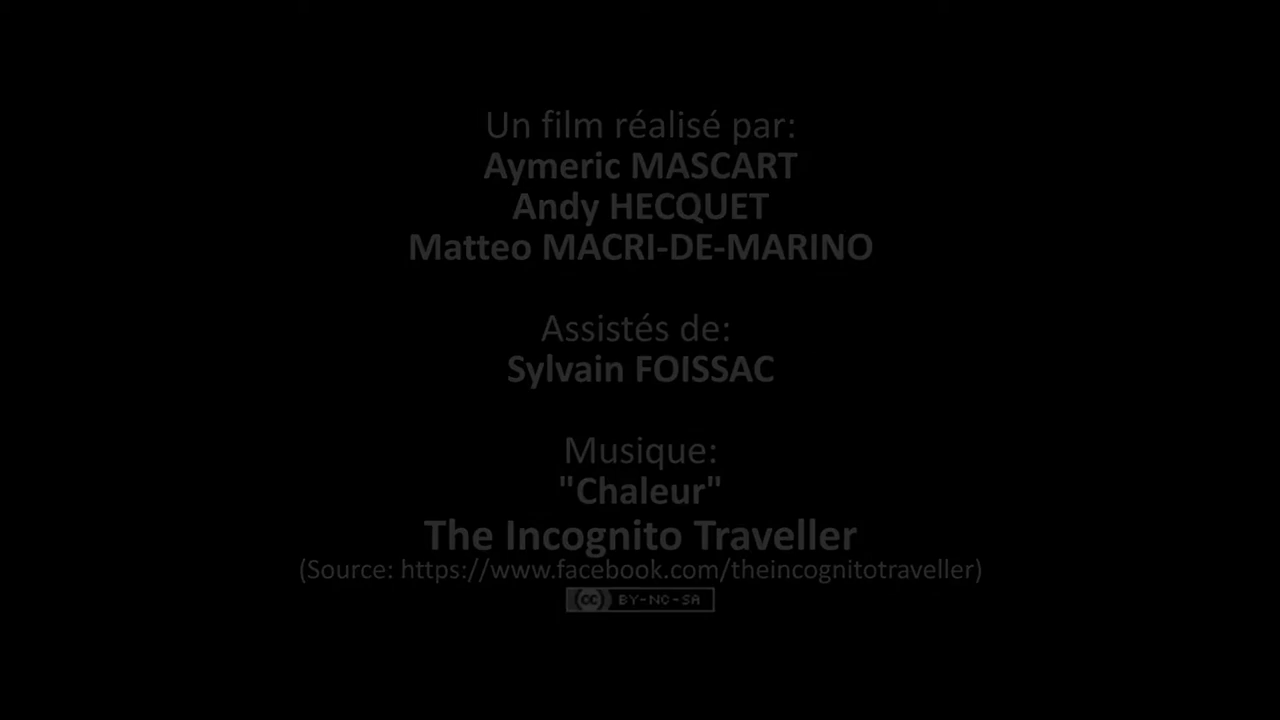 Un film réalisé par:
Aymeric MASCART
Andy HECQUET
Matteo MACRI-DE-MARINO
Assistés de:
Sylvain FOISSAC
Musique:
"Chaleur"
The Incognito Traveller
(Source: https://www.facebook.com/theincognitotraveller)
cc BY-NC-SA